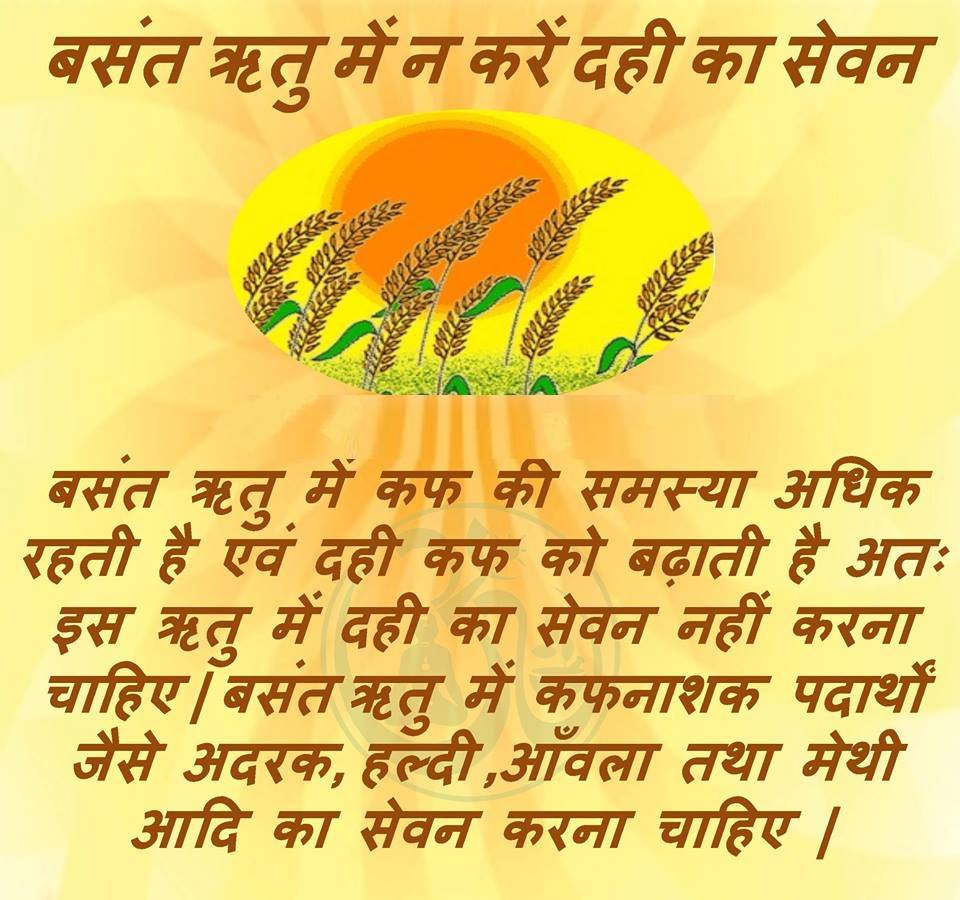 बसंत ऋतु में न करें दही का सेवन
बसंत ऋतु में कफ की समस्या अधिक
रहती है एवं दही कफ को बढ़ाती है अतः
इस ऋतु में दही का सेवन नहीं करना
चाहिए | बसंत ऋतु में कफनाशक पदार्थों
जैसे अदरक, हल्दी ,आँवला तथा मेथी
आदि का सेवन करना चाहिए |